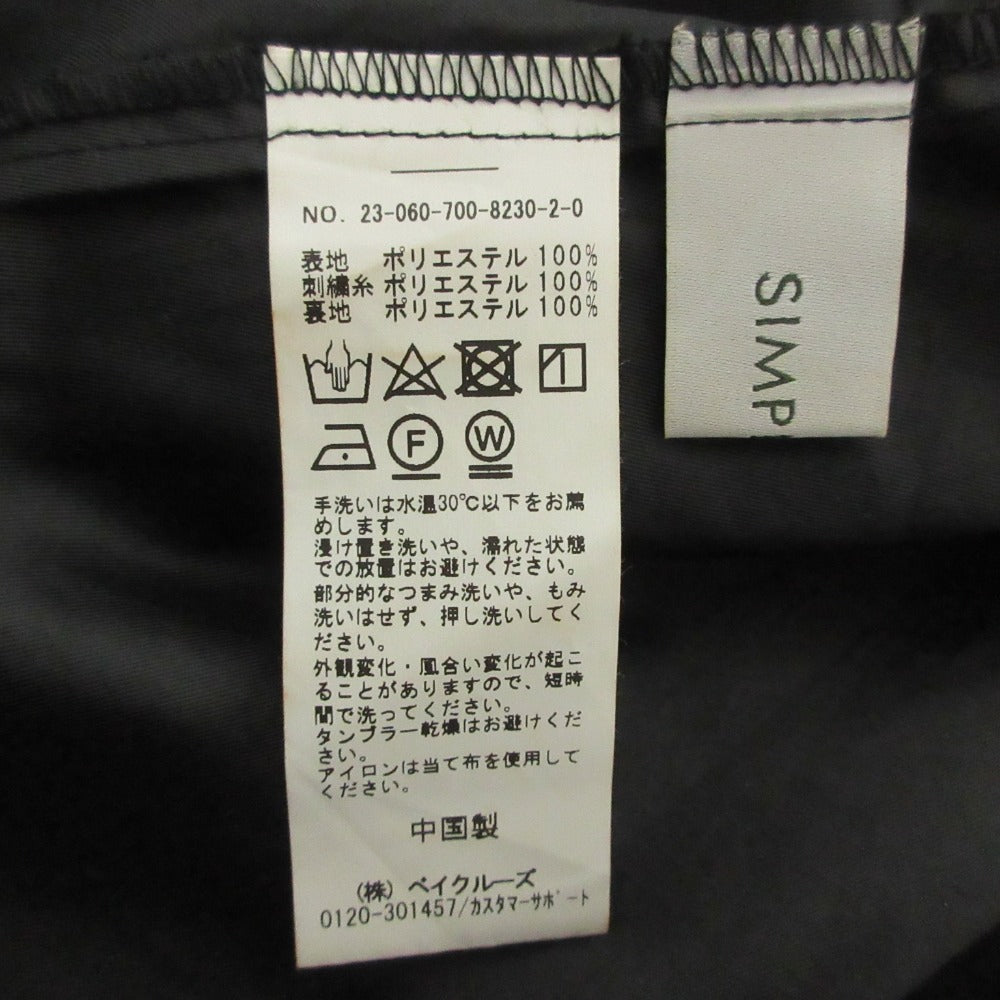 NO. 23-060-700-8230-2-0
表地 ポリエステル 100%
刺繍糸 ポリエステル 100%
裏地 ポリエステル 100%
F
W
手洗いは水温30℃以下をお薦
めします。
浸け置き洗いや、濡れた状態
での放置はお避けください。
部分的なつまみ洗いや、もみ
洗いはせず、押し洗いしてく
ださい。
外観変化・風合い変化が起こ
ることがありますので、短時
間で洗ってください。
タンブラー乾燥はお避けくだ
さい。
アイロンは当て布を使用して
ください。
中国製
(株) ベイクルーズ
0120-301457/カスタマーサポート
SIMP